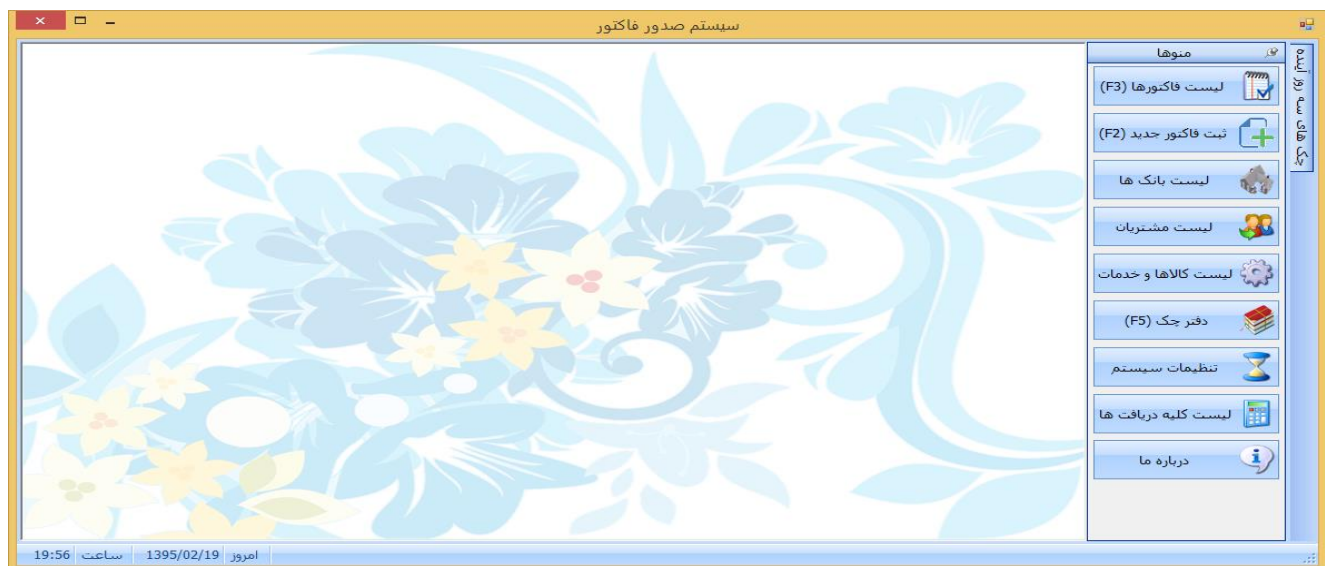 سیستم صدور فاکتور
چک های سه روز آینده
منوها
لیست فاکتورها (F3)
ثبت فاکتور جدید (F2)
لیست بانک ها
لیست مشتریان
لیست کالاها و خدمات
دفتر چک (F5)
تنظیمات سیستم
لیست کلیه دریافت ها
درباره ما
امروز 1395/02/19 ساعت 19:56